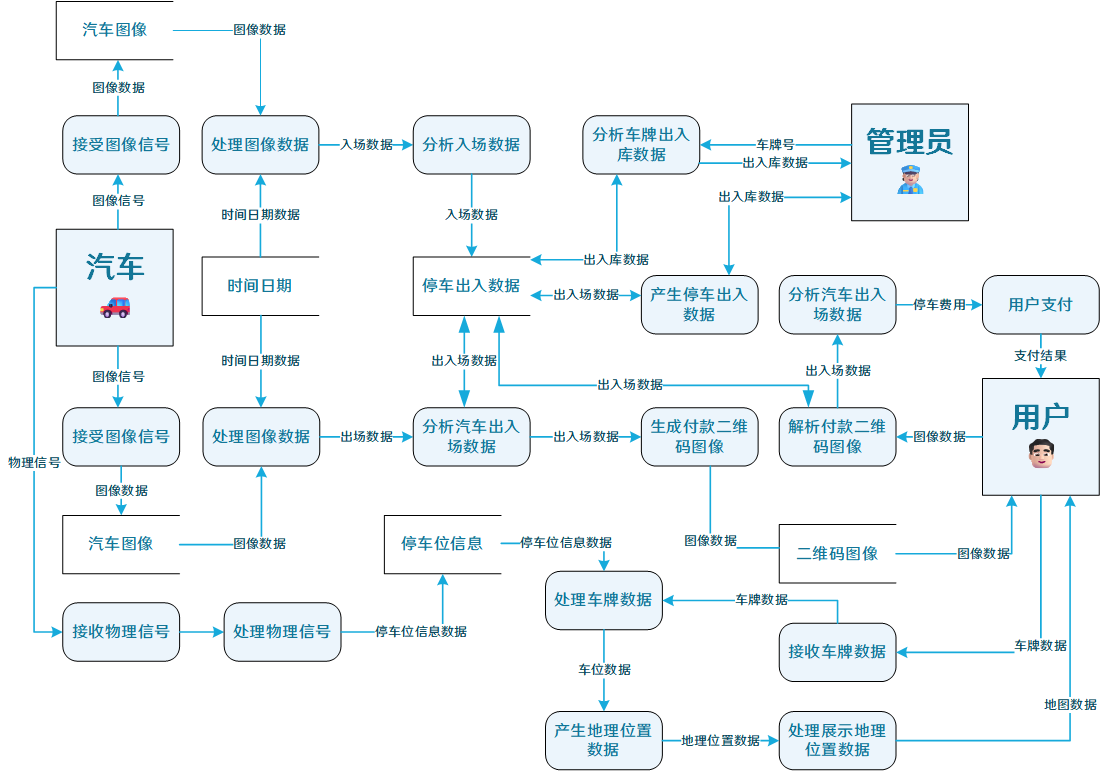 汽车图像
图像数据
图像数据
接受图像信号
处理图像数据
入场数据
分析入场数据
分析车牌出入
库数据
车牌号
出入库数据
管理员
图像信号
时间日期数据
入场数据
出入库数据
汽车
时间日期
停车出入数据
出入库数据
出入场数据
产生停车出入
数据
分析汽车出入
场数据
停车费用
用户支付
图像信号
时间日期数据
出入场数据
出入场数据
出入场数据
支付结果
接受图像信号
处理图像数据
出场数据
分析汽车出入
场数据
出入场数据
生成付款二维
码图像
解析付款二维
码图像
图像数据
用户
物理信号
图像数据
汽车图像
图像数据
停车位信息
停车位信息数据
图像数据
二维码图像
图像数据
处理车牌数据
车牌数据
接收物理信号
处理物理信号
停车位信息数据
接收车牌数据
车牌数据
车位数据
地图数据
产生地理位置
数据
地理位置数据
处理展示地理
位置数据